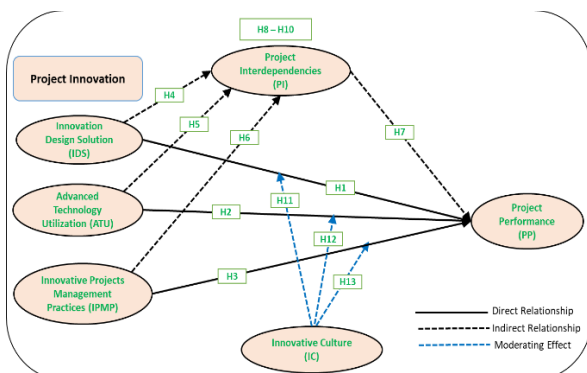 H8 – H10
Project Innovation
Project
Interdependencies
(PI)
H4
H5
H6
H7
Innovation
Design Solution
(IDS)
H1
H11
Advanced
Technology
Utilization (ATU)
H2
Project
Performance
(PP)
H12
H3
H13
Innovative Projects
Management
Practices (IPMP)
Innovative Culture
(IC)
Direct Relationship
Indirect Relationship
Moderating Effect